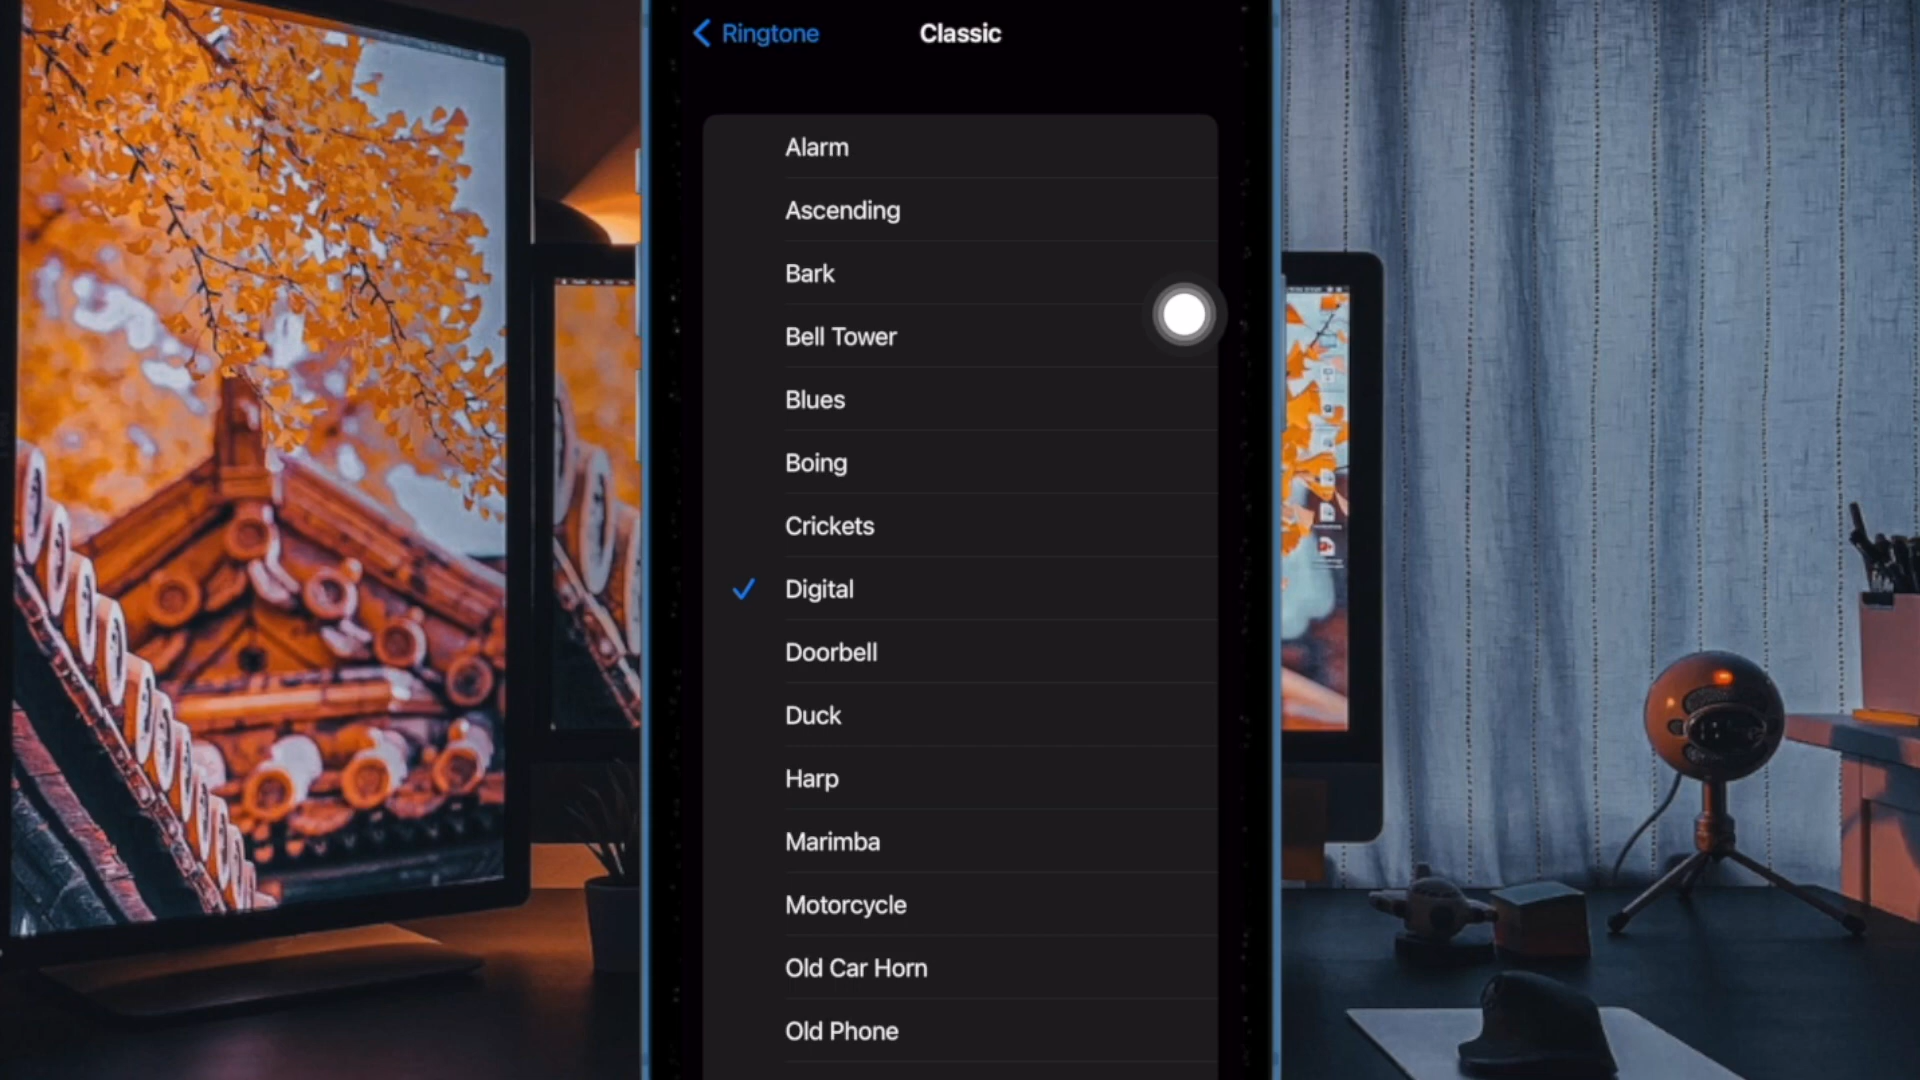 Ringtone
Classic
Alarm
Ascending
Bark
Bell Tower
Blues
Boing
Crickets
Digital
Doorbell
Duck
Harp
Marimba
Motorcycle
Old Car Horn
Old Phone